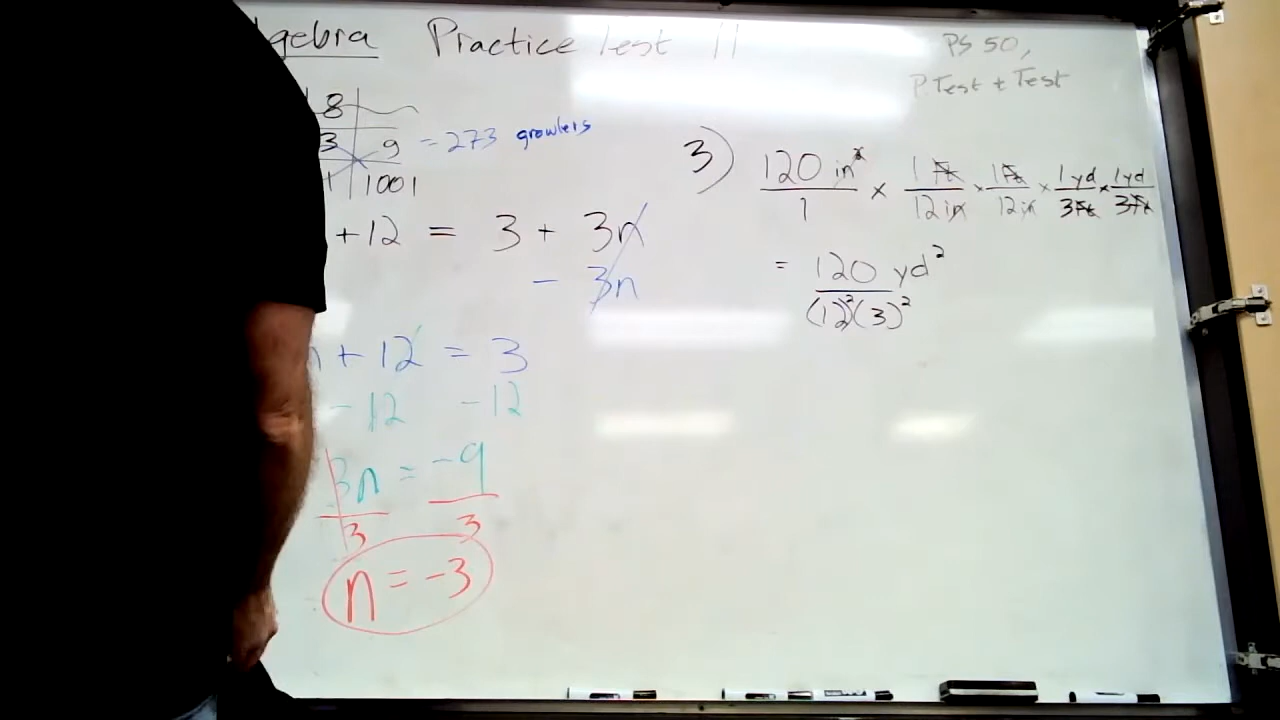 gebra Practice Test 11
PS 50,
P. Test + Test
8
3 9 = 273 growlers
1001
+12 = 3 + 3n
- 3n
n + 12 = 3
- 12 -12
3n = -9
3 3
n = -3
3) 120 in² × 1 ft × 1 ft × 1 yd × 1 yd
1 12 in 12 in 3 ft 3 ft
= 120 yd²
(12)²(3)²